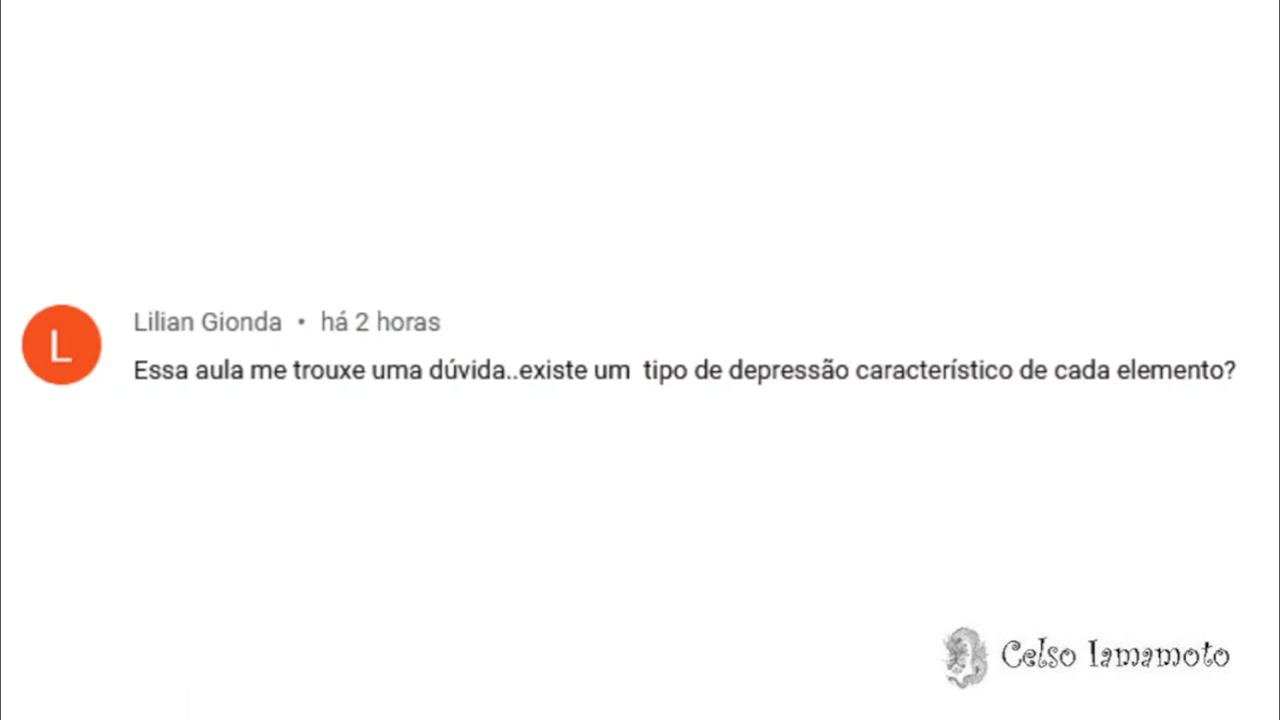 L
Lilian Gionda • há 2 horas
Essa aula me trouxe uma dúvida..existe um tipo de depressão característico de cada elemento?
Celso Iamamoto